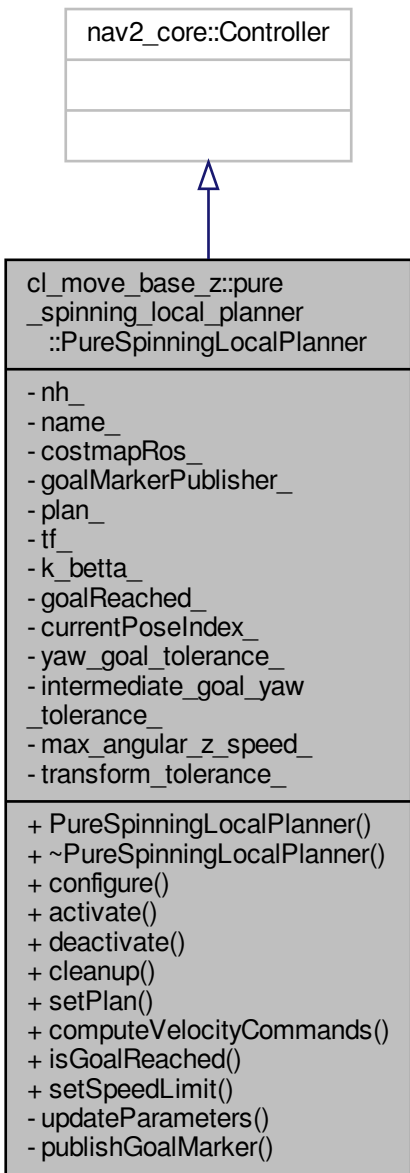 nav2_core::Controller
cl_move_base_z::pure
_spinning_local_planner
::PureSpinningLocalPlanner
- nh_
- name_
- costmapRos_
- goalMarkerPublisher_
- plan_
- tf_
- k_betta_
- goalReached_
- currentPoseIndex_
- yaw_goal_tolerance_
- intermediate_goal_yaw
_tolerance_
- max_angular_z_speed_
- transform_tolerance_
+ PureSpinningLocalPlanner()
+ ~PureSpinningLocalPlanner()
+ configure()
+ activate()
+ deactivate()
+ cleanup()
+ setPlan()
+ computeVelocityCommands()
+ isGoalReached()
+ setSpeedLimit()
- updateParameters()
- publishGoalMarker()